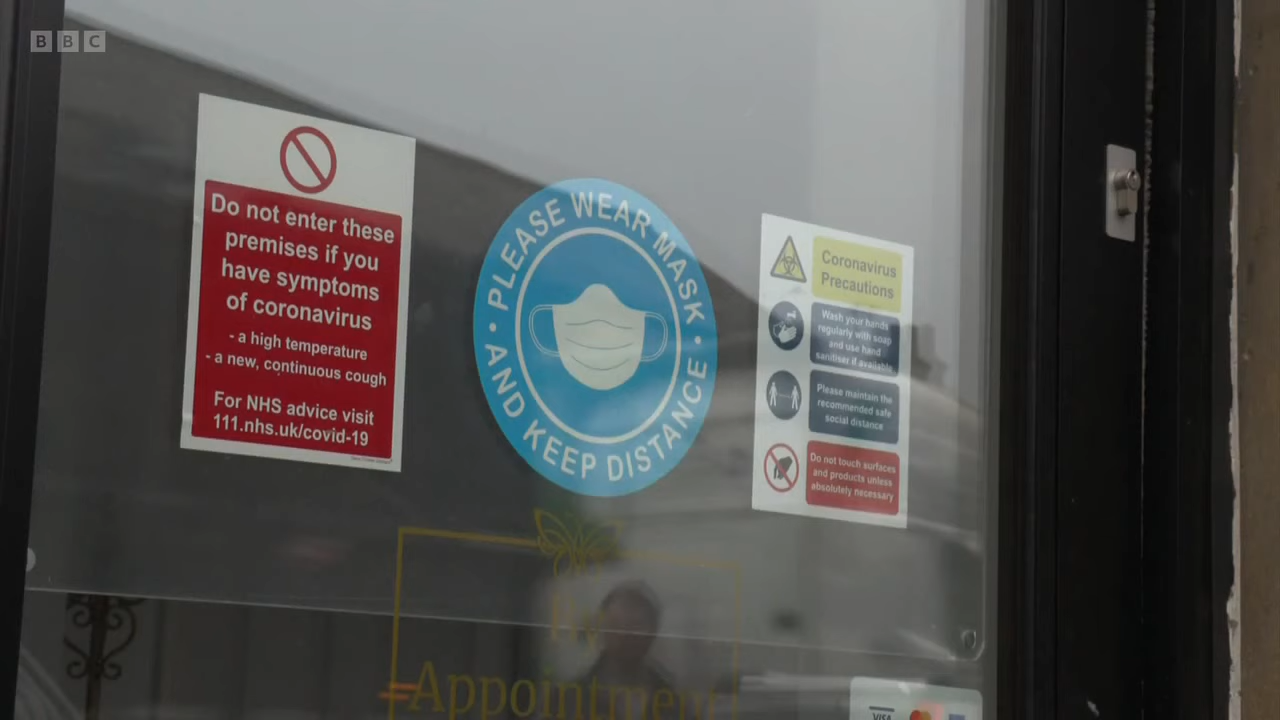 BBC
Do not enter these
premises if you
have symptoms
of coronavirus
- a high temperature
- a new, continuous cough
For NHS advice visit
111.nhs.uk/covid-19
• PLEASE WEAR MASK •
AND KEEP DISTANCE
Coronavirus
Precautions
Wash your hands
regularly with soap
and use hand
sanitiser if available
Please maintain the
recommended safe
social distance
Do not touch surfaces
and products unless
absolutely necessary
By
Appointment
VISA